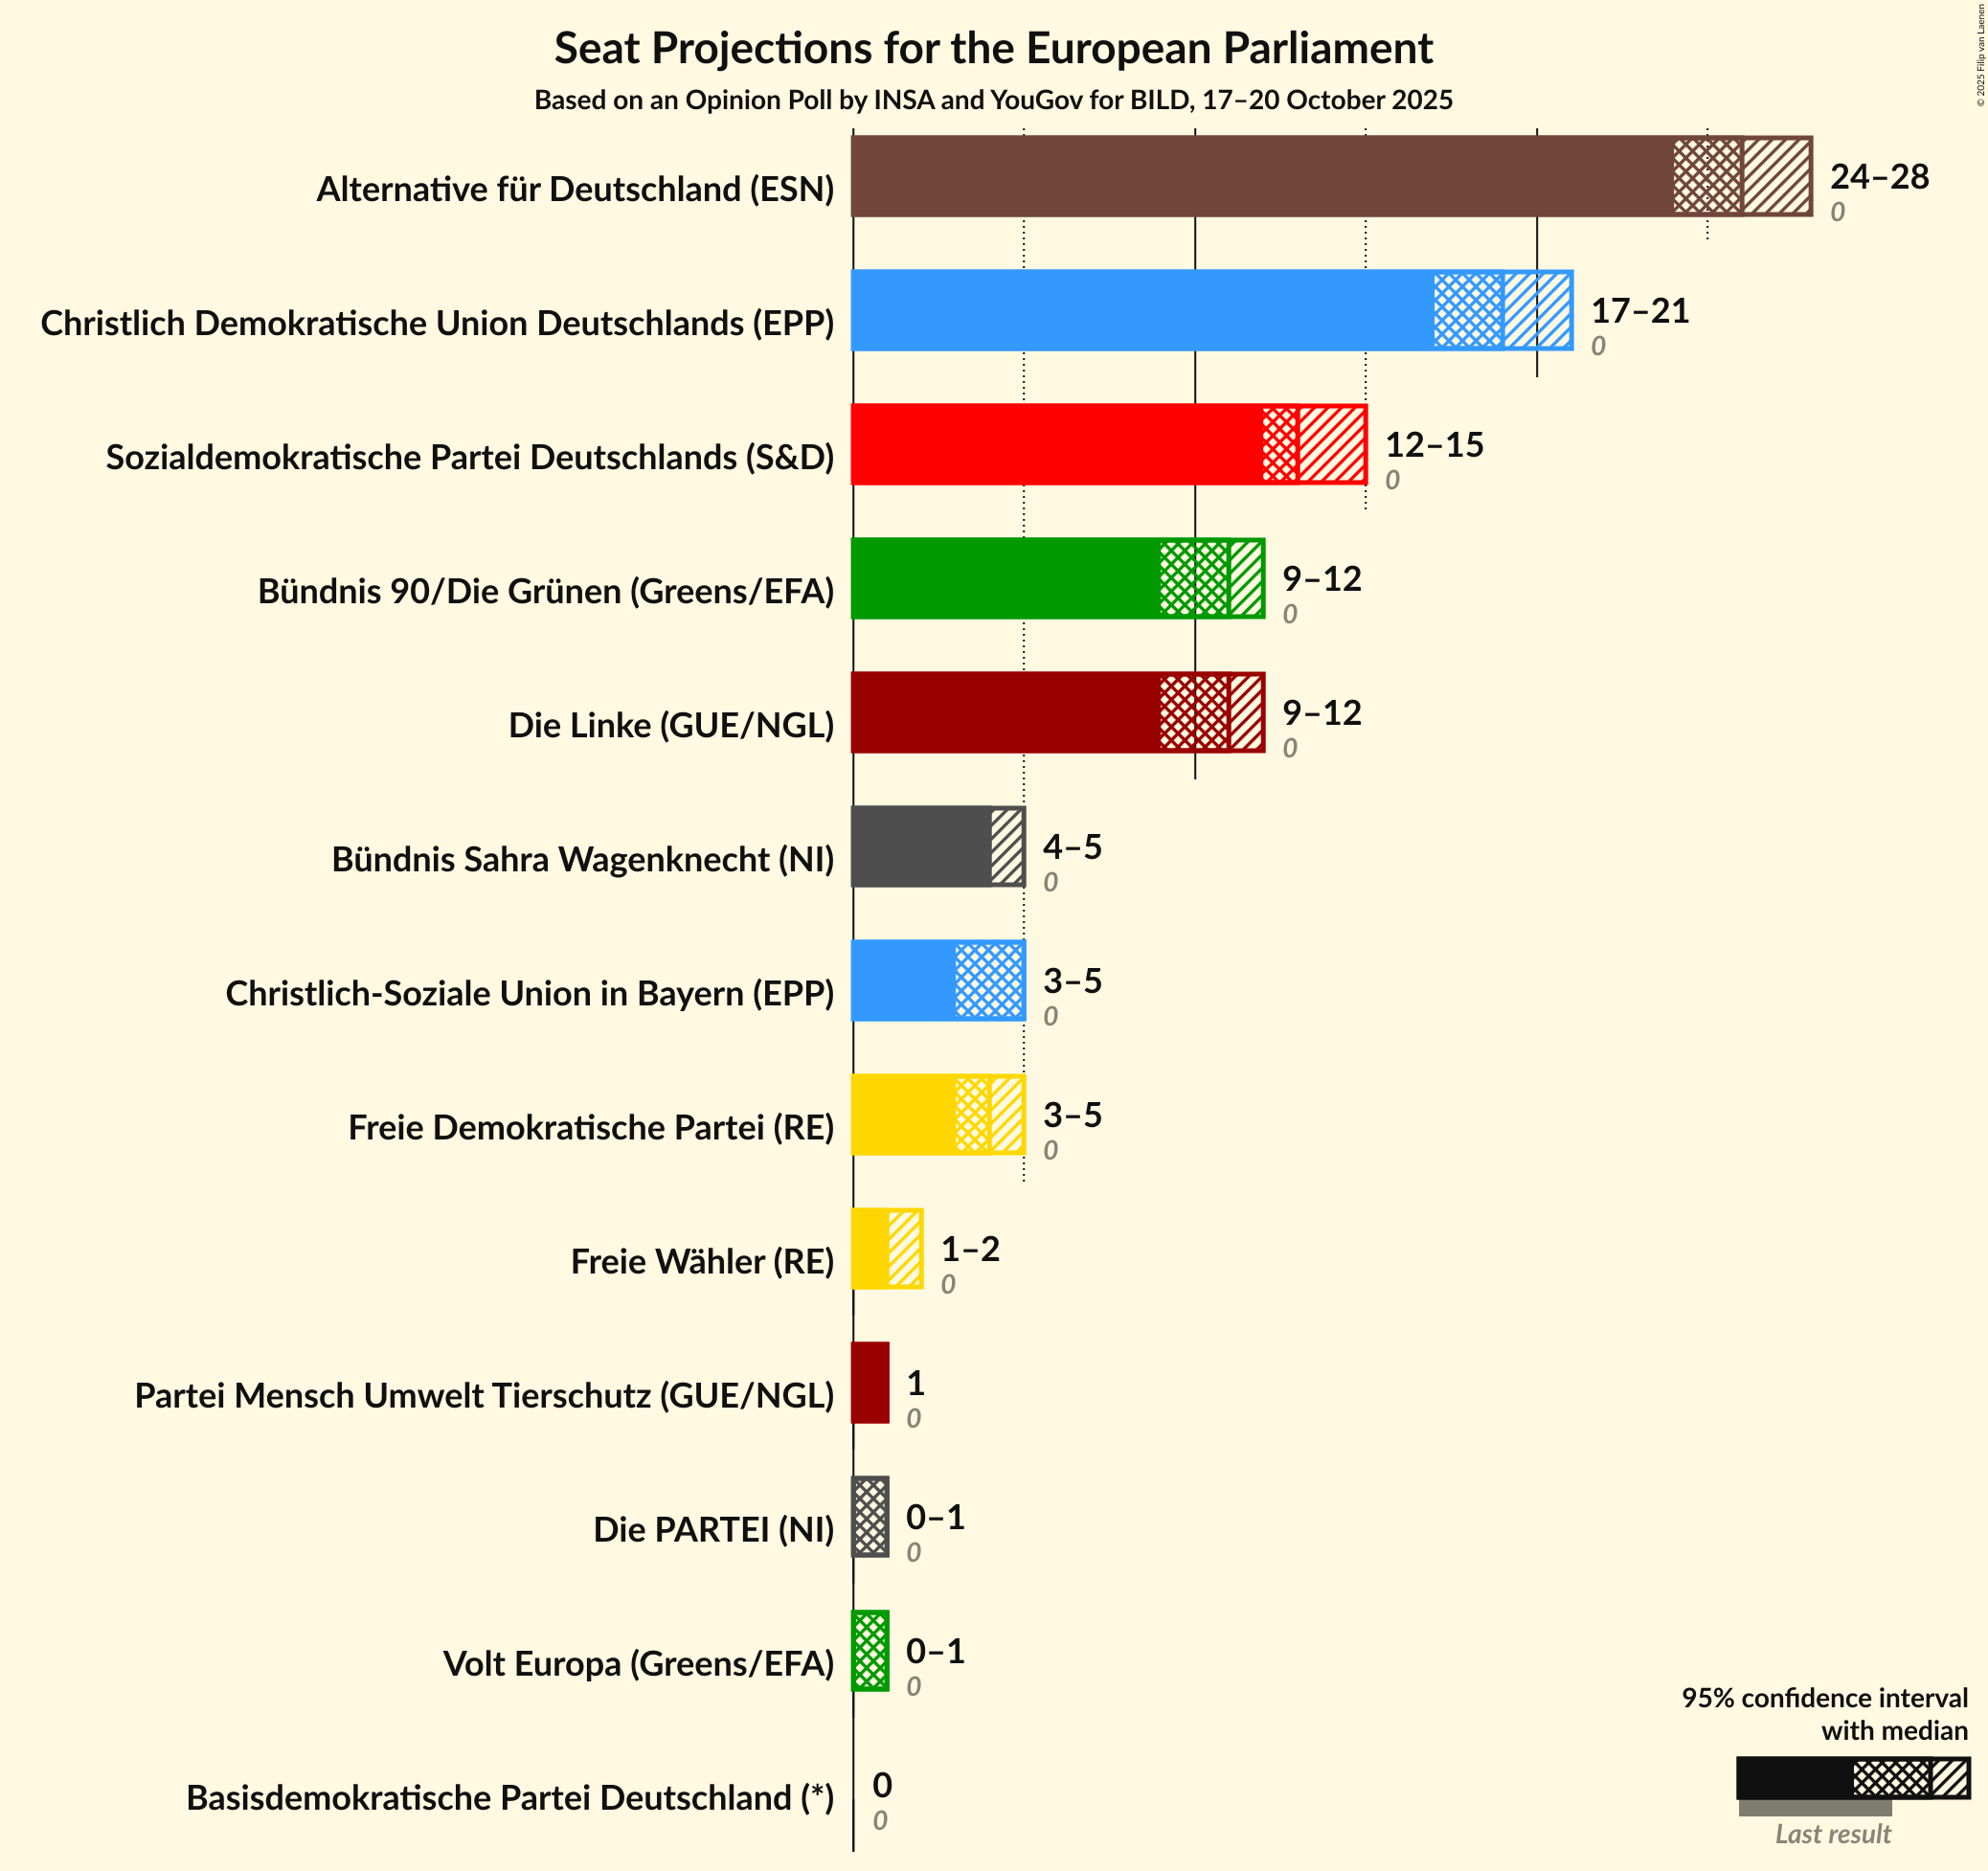 Seat Projections for the European Parliament
Based on an Opinion Poll by INSA and YouGov for BILD, 17–20 October 2025
© 2025 Filip van Laenen
Alternative für Deutschland (ESN)
24–28
0
Christlich Demokratische Union Deutschlands (EPP)
17–21
0
Sozialdemokratische Partei Deutschlands (S&D)
12–15
0
Bündnis 90/Die Grünen (Greens/EFA)
9–12
0
Die Linke (GUE/NGL)
9–12
0
Bündnis Sahra Wagenknecht (NI)
4–5
0
Christlich-Soziale Union in Bayern (EPP)
3–5
0
Freie Demokratische Partei (RE)
3–5
0
Freie Wähler (RE)
1–2
0
Partei Mensch Umwelt Tierschutz (GUE/NGL)
1
0
Die PARTEI (NI)
0–1
0
Volt Europa (Greens/EFA)
0–1
0
Basisdemokratische Partei Deutschland (*)
0
0
95% confidence interval
with median
Last result